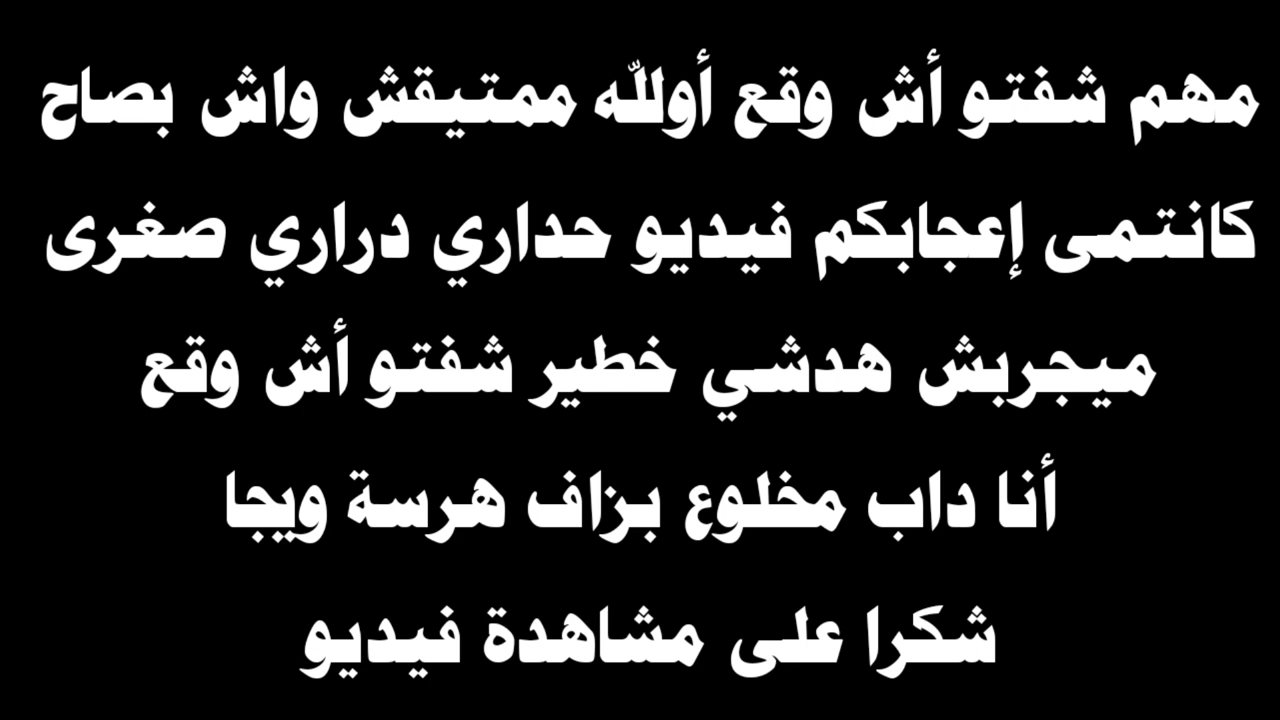 مهم شفتو أش وقع أولله ممتيقش واش بصاح
كانتمى إعجابكم فيديو حداري دراري صغرى
ميجربش هدشي خطير شفتو أش وقع
أنا داب مخلوع بزاف هرسة ويجا
شكرا على مشاهدة فيديو